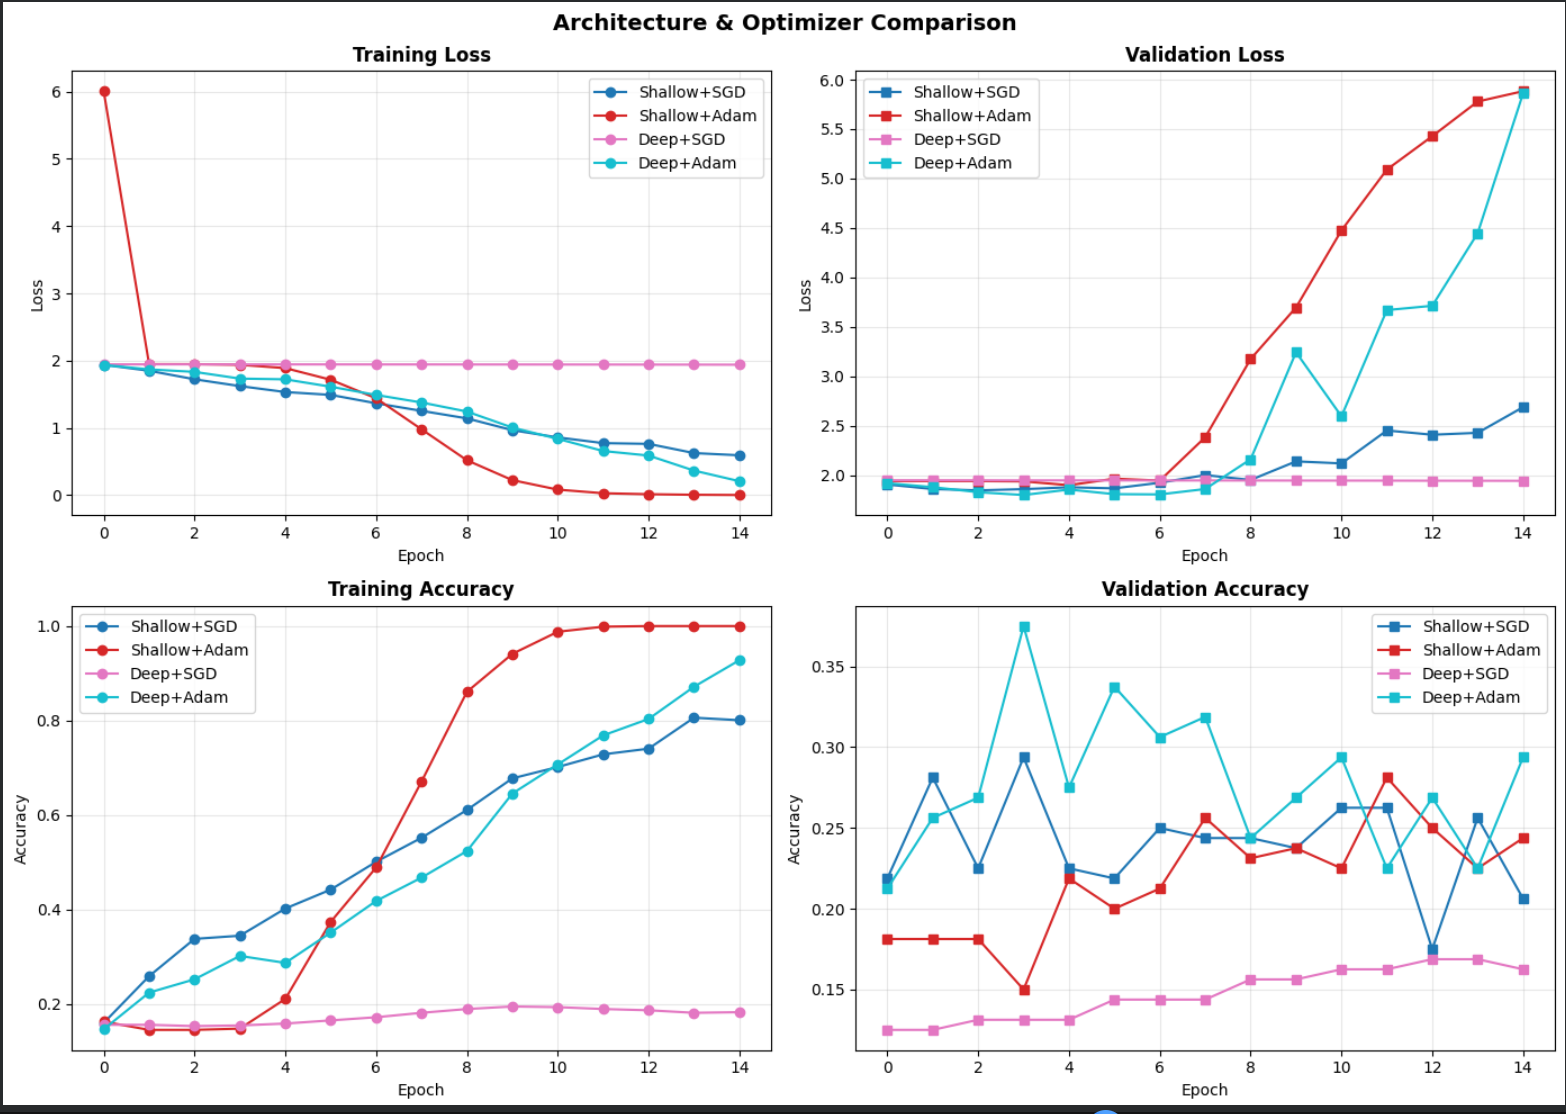 Architecture & Optimizer Comparison
Training Loss
Loss
6
5
4
3
2
1
0
Shallow+SGD
Shallow+Adam
Deep+SGD
Deep+Adam
0 2 4 6 8 10 12 14
Epoch
Validation Loss
Loss
6.0
5.5
5.0
4.5
4.0
3.5
3.0
2.5
2.0
Shallow+SGD
Shallow+Adam
Deep+SGD
Deep+Adam
0 2 4 6 8 10 12 14
Epoch
Training Accuracy
Accuracy
1.0
0.8
0.6
0.4
0.2
Shallow+SGD
Shallow+Adam
Deep+SGD
Deep+Adam
0 2 4 6 8 10 12 14
Epoch
Validation Accuracy
Accuracy
0.35
0.30
0.25
0.20
0.15
Shallow+SGD
Shallow+Adam
Deep+SGD
Deep+Adam
0 2 4 6 8 10 12 14
Epoch